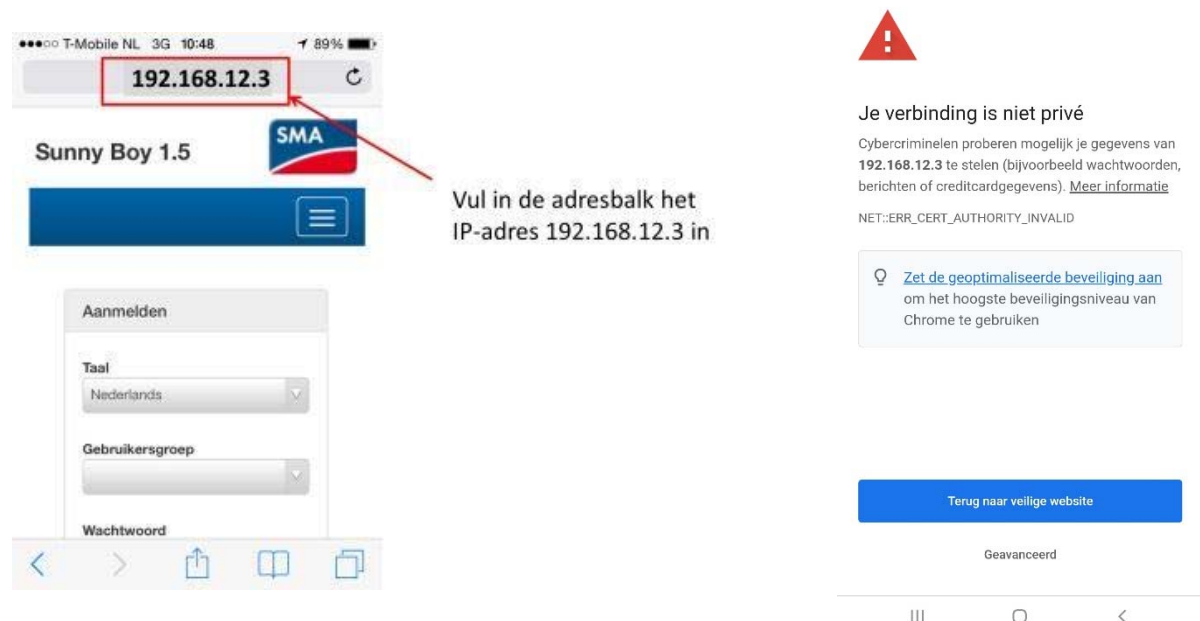 T-Mobile NL 3G 10:48 89%
192.168.12.3
SMA
Sunny Boy 1.5
Vul in de adresbalk het
IP-adres 192.168.12.3 in
Aanmelden
Taal
Nederlands
Gebruikersgroep
Wachtwoord
Je verbinding is niet privé
Cybercriminelen proberen mogelijk je gegevens van
192.168.12.3 te stelen (bijvoorbeeld wachtwoorden,
berichten of creditcardgegevens). Meer informatie
NET::ERR_CERT_AUTHORITY_INVALID
Zet de geoptimaliseerde beveiliging aan
om het hoogste beveiligingsniveau van
Chrome te gebruiken
Terug naar veilige website
Geavanceerd